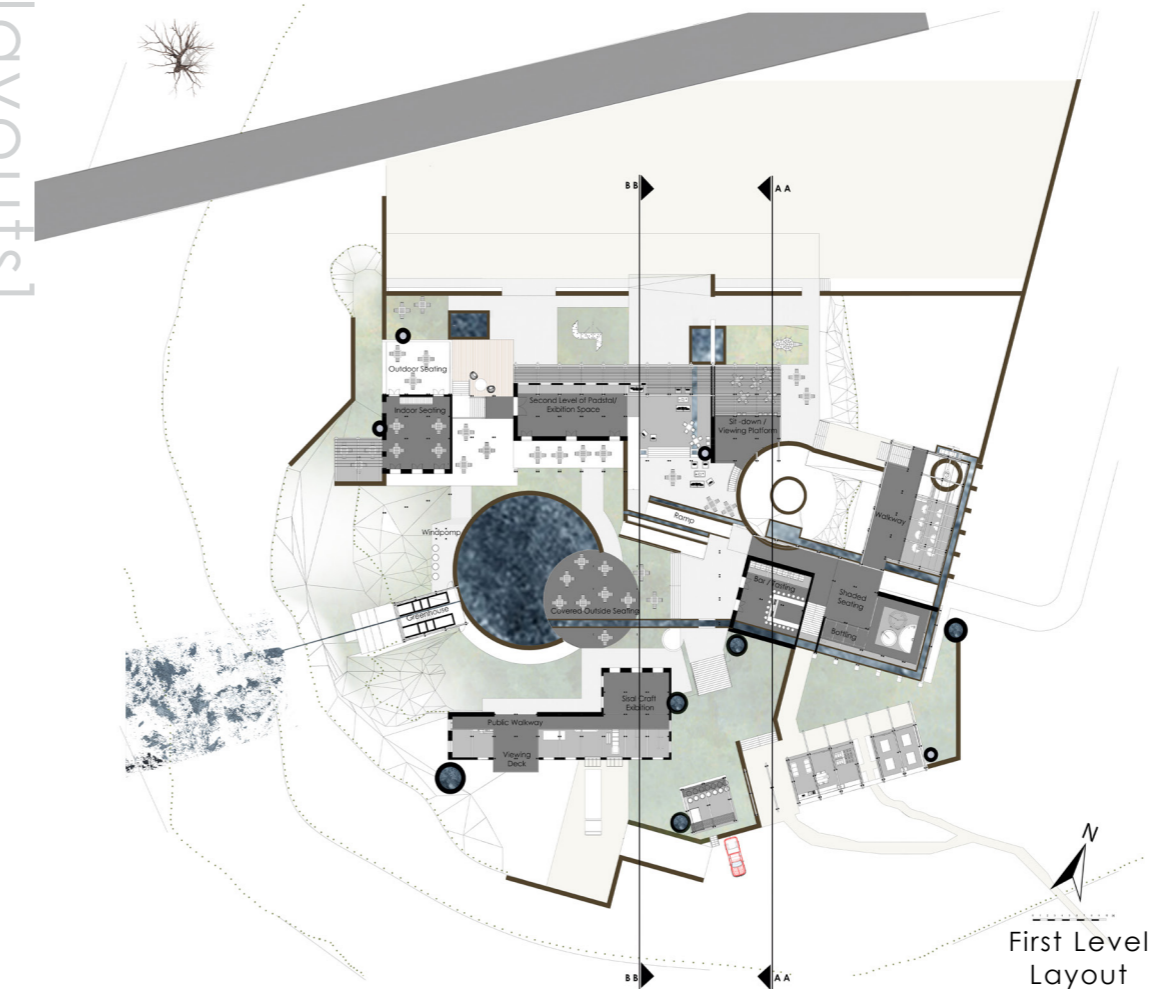 layouts]
B B
A A
Outdoor Seating
Indoor Seating
Second Level of Padstal/
Exibition Space
Sit -down /
Viewing Platform
Walkway
Ramp
Windpomp
Bar / Tasting
Shaded
Seating
Greenhouse
Covered Outside Seating
Bottling
Sisal Craft
Exibition
Public Walkway
Viewing
Deck
N
First Level
Layout
B B
A A